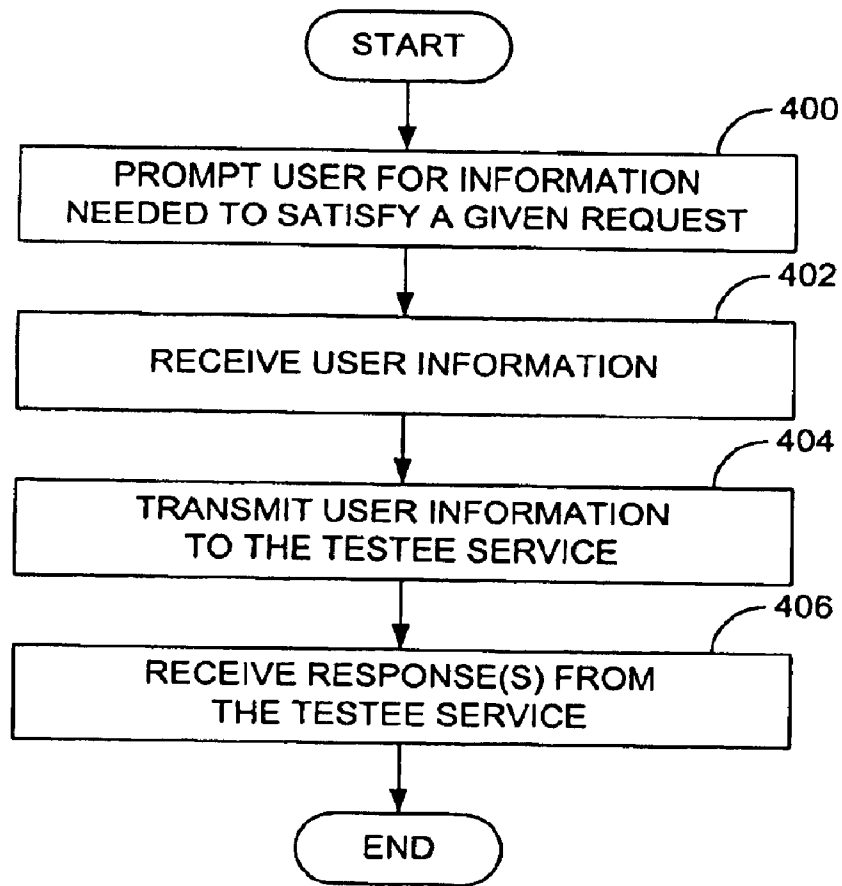 START
400
PROMPT USER FOR INFORMATION
NEEDED TO SATISFY A GIVEN REQUEST
402
RECEIVE USER INFORMATION
404
TRANSMIT USER INFORMATION
TO THE TESTEE SERVICE
406
RECEIVE RESPONSE(S) FROM
THE TESTEE SERVICE
END